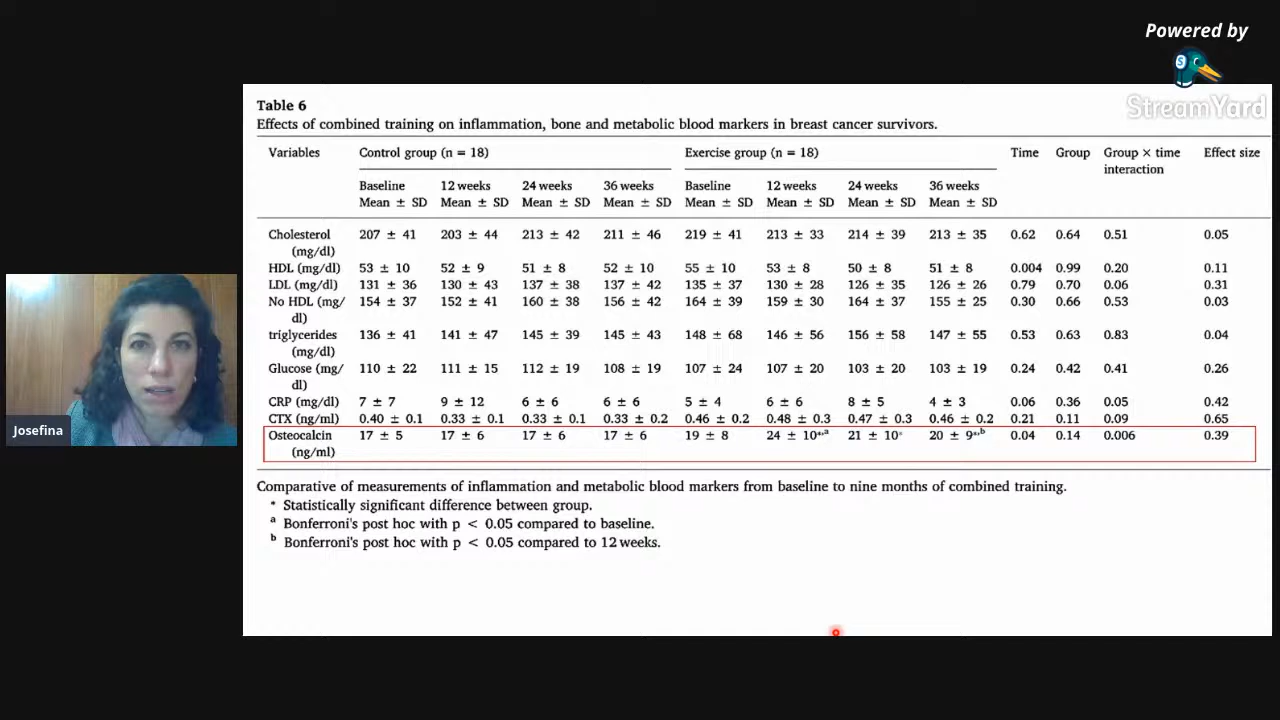 Powered by
StreamYard
Josefina
Table 6
Effects of combined training on inflammation, bone and metabolic blood markers in breast cancer survivors.
Variables Control group (n = 18) Exercise group (n = 18) Time Group Group × time interaction Effect size
Baseline 12 weeks 24 weeks 36 weeks Baseline 12 weeks 24 weeks 36 weeks
Mean ± SD Mean ± SD Mean ± SD Mean ± SD Mean ± SD Mean ± SD Mean ± SD Mean ± SD
Cholesterol (mg/dl) 207 ± 41 203 ± 44 213 ± 42 211 ± 46 219 ± 41 213 ± 33 214 ± 39 213 ± 35 0.62 0.64 0.51 0.05
HDL (mg/dl) 53 ± 10 52 ± 9 51 ± 8 52 ± 10 55 ± 10 53 ± 8 50 ± 8 51 ± 8 0.004 0.99 0.20 0.11
LDL (mg/dl) 131 ± 36 130 ± 43 137 ± 38 137 ± 42 135 ± 37 130 ± 28 126 ± 35 126 ± 26 0.79 0.70 0.06 0.31
No HDL (mg/dl) 154 ± 37 152 ± 41 160 ± 38 156 ± 42 164 ± 39 159 ± 30 164 ± 37 155 ± 25 0.30 0.66 0.53 0.03
triglycerides (mg/dl) 136 ± 41 141 ± 47 145 ± 39 145 ± 43 148 ± 68 146 ± 56 156 ± 58 147 ± 55 0.53 0.63 0.83 0.04
Glucose (mg/dl) 110 ± 22 111 ± 15 112 ± 19 108 ± 19 107 ± 24 107 ± 20 103 ± 20 103 ± 19 0.24 0.42 0.41 0.26
CRP (mg/dl) 7 ± 7 9 ± 12 6 ± 6 6 ± 6 5 ± 4 6 ± 6 8 ± 5 4 ± 3 0.06 0.36 0.05 0.42
CTX (ng/ml) 0.40 ± 0.1 0.33 ± 0.1 0.33 ± 0.1 0.33 ± 0.2 0.46 ± 0.2 0.48 ± 0.3 0.47 ± 0.3 0.46 ± 0.2 0.21 0.11 0.09 0.65
Osteocalcin (ng/ml) 17 ± 5 17 ± 6 17 ± 6 17 ± 6 19 ± 8 24 ± 10*,a 21 ± 10* 20 ± 9*,b 0.04 0.14 0.006 0.39
Comparative of measurements of inflammation and metabolic blood markers from baseline to nine months of combined training.
* Statistically significant difference between group.
a Bonferroni's post hoc with p < 0.05 compared to baseline.
b Bonferroni's post hoc with p < 0.05 compared to 12 weeks.